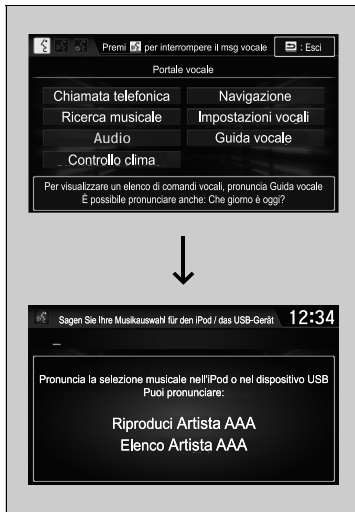 Premi per interrompere il msg vocale : Esci
Portale vocale
Chiamata telefonica Navigazione
Ricerca musicale Impostazioni vocali
Audio Guida vocale
Controllo clima
Per visualizzare un elenco di comandi vocali, pronuncia Guida vocale
È possibile pronunciare anche: Che giorno è oggi?
Sagen Sie Ihre Musikauswahl für den iPod / das USB-Gerät 12:34
Pronuncia la selezione musicale nell'iPod o nel dispositivo USB
Puoi pronunciare:
Riproduci Artista AAA
Elenco Artista AAA